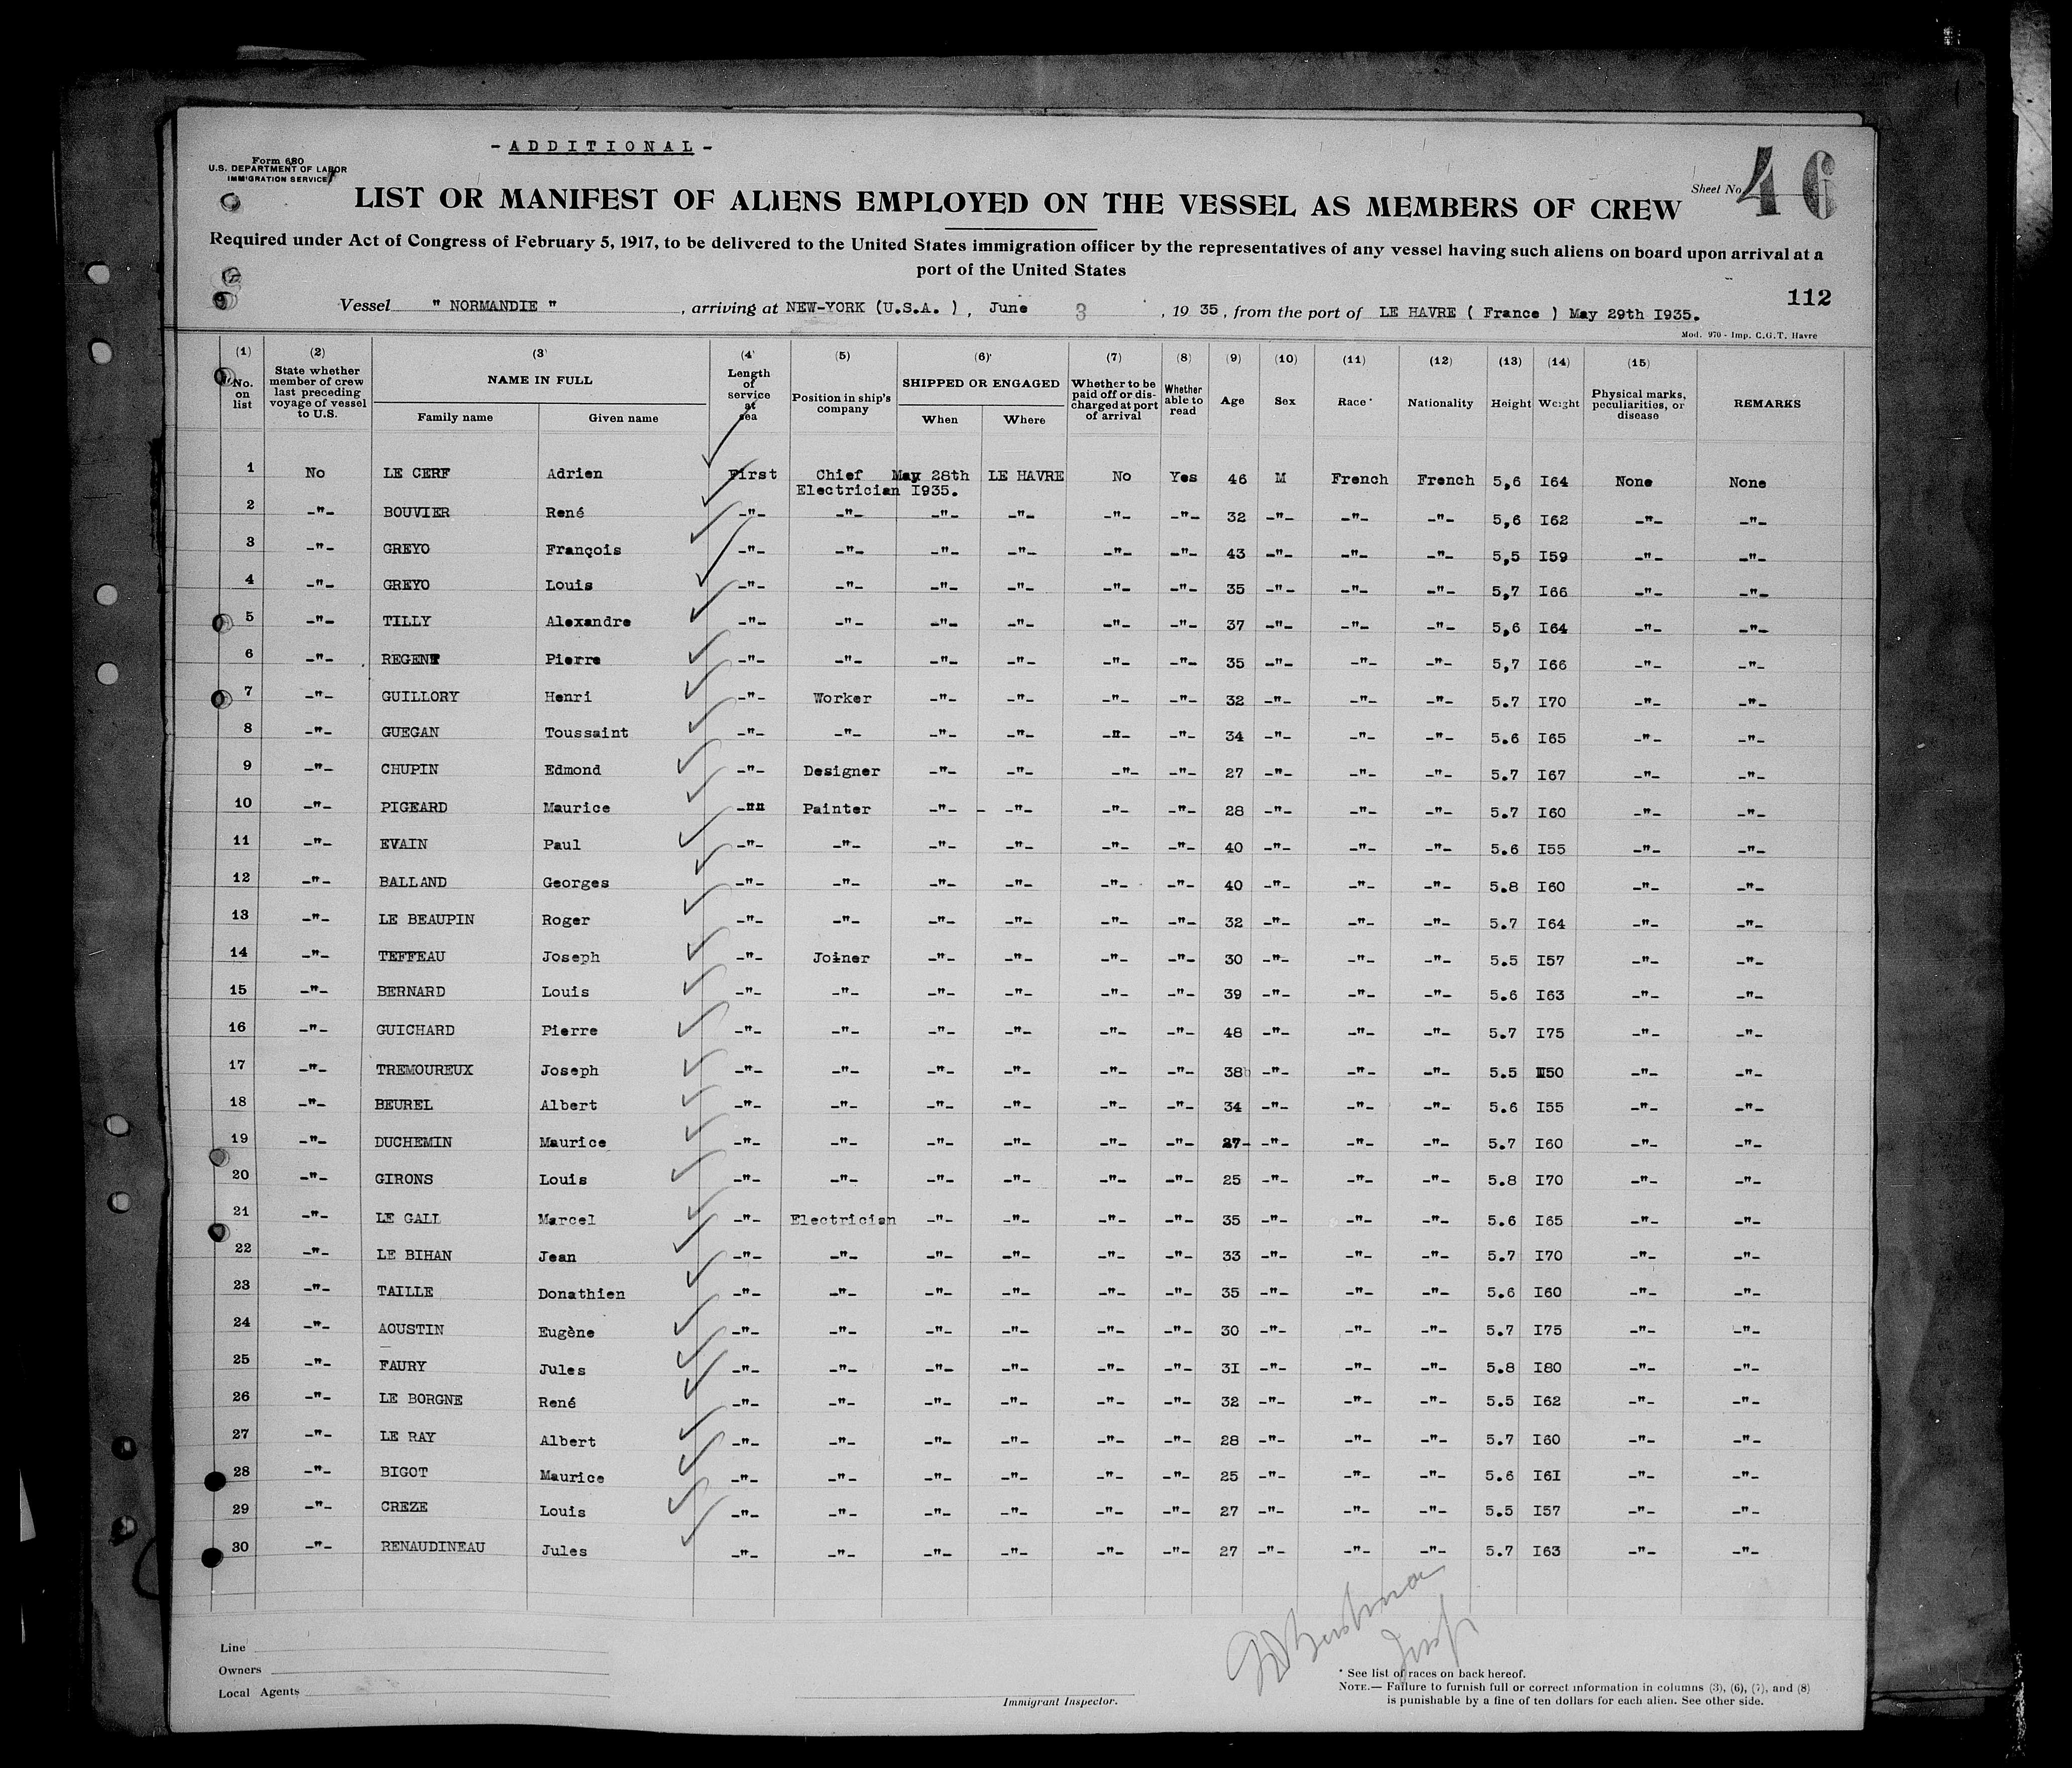 - ADDITIONAL -
Form 680
U.S. DEPARTMENT OF LABOR
IMMIGRATION SERVICE
Sheet No. 46
LIST OR MANIFEST OF ALIENS EMPLOYED ON THE VESSEL AS MEMBERS OF CREW
Required under Act of Congress of February 5, 1917, to be delivered to the United States immigration officer by the representatives of any vessel having such aliens on board upon arrival at a
port of the United States
112
Vessel " NORMANDIE " , arriving at NEW-YORK (U.S.A. ) , June 3 , 19 35, from the port of LE HAVRE ( France ) May 29th I935.
Mod. 970 - Imp. C.G.T. Havre
(1) No. on list (2) State whether member of crew last preceding voyage of vessel to U.S. (3) NAME IN FULL Family name Given name (4) Length of service at sea (5) Position in ship's company (6) SHIPPED OR ENGAGED When Where (7) Whether to be paid off or discharged at port of arrival (8) Whether able to read (9) Age (10) Sex (11) Race * (12) Nationality (13) Height (14) Weight (15) Physical marks, peculiarities, or disease REMARKS
1 No LE CERF Adrien First Chief Electrician May 28th I935. LE HAVRE No Yes 46 M French French 5,6 I64 None None
2 -"- BOUVIER René -"- -"- -"- -"- -"- -"- 32 -"- -"- -"- 5,6 I62 -"- -"-
3 -"- GREYO François -"- -"- -"- -"- -"- -"- 43 -"- -"- -"- 5,5 I59 -"- -"-
4 -"- GREYO Louis -"- -"- -"- -"- -"- -"- 35 -"- -"- -"- 5,7 I66 -"- -"-
5 -"- TILLY Alexandre -"- -"- -"- -"- -"- -"- 37 -"- -"- -"- 5,6 I64 -"- -"-
6 -"- REGENT Pierre -"- -"- -"- -"- -"- -"- 35 -"- -"- -"- 5,7 I66 -"- -"-
7 -"- GUILLORY Henri -"- Worker -"- -"- -"- -"- 32 -"- -"- -"- 5.7 I70 -"- -"-
8 -"- GUEGAN Toussaint -"- -"- -"- -"- -"- -"- 34 -"- -"- -"- 5.6 I65 -"- -"-
9 -"- CHUPIN Edmond -"- Designer -"- -"- -"- -"- 27 -"- -"- -"- 5.7 I67 -"- -"-
10 -"- PIGEARD Maurice -"" Painter -"- - -"- -"- -"- 28 -"- -"- -"- 5.7 I60 -"- -"-
11 -"- EVAIN Paul -"- -"- -"- -"- -"- -"- 40 -"- -"- -"- 5.6 I55 -"- -"-
12 -"- BALLAND Georges -"- -"- -"- -"- -"- -"- 40 -"- -"- -"- 5.8 I60 -"- -"-
13 -"- LE BEAUPIN Roger -"- -"- -"- -"- -"- -"- 32 -"- -"- -"- 5.7 I64 -"- -"-
14 -"- TEFFEAU Joseph -"- Joiner -"- -"- -"- -"- 30 -"- -"- -"- 5.5 I57 -"- -"-
15 -"- BERNARD Louis -"- -"- -"- -"- -"- -"- 39 -"- -"- -"- 5.6 I63 -"- -"-
16 -"- GUICHARD Pierre -"- -"- -"- -"- -"- -"- 48 -"- -"- -"- 5.7 I75 -"- -"-
17 -"- TREMOUREUX Joseph -"- -"- -"- -"- -"- -"- 38 -"- -"- -"- 5.5 I50 -"- -"-
18 -"- BEUREL Albert -"- -"- -"- -"- -"- -"- 34 -"- -"- -"- 5.6 I55 -"- -"-
19 -"- DUCHEMIN Maurice -"- -"- -"- -"- -"- -"- 27- -"- -"- -"- 5.7 I60 -"- -"-
20 -"- GIRONS Louis -"- -"- -"- -"- -"- -"- 25 -"- -"- -"- 5.8 I70 -"- -"-
21 -"- LE GALL Marcel -"- Electrician -"- -"- -"- -"- 35 -"- -"- -"- 5.6 I65 -"- -"-
22 -"- LE BIHAN Jean -"- -"- -"- -"- -"- -"- 33 -"- -"- -"- 5.7 I70 -"- -"-
23 -"- TAILLE Donathien -"- -"- -"- -"- -"- -"- 35 -"- -"- -"- 5.6 I60 -"- -"-
24 -"- AOUSTIN Eugène -"- -"- -"- -"- -"- -"- 30 -"- -"- -"- 5.7 I75 -"- -"-
25 -"- FAURY Jules -"- -"- -"- -"- -"- -"- 3I -"- -"- -"- 5.8 I80 -"- -"-
26 -"- LE BORGNE René -"- -"- -"- -"- -"- -"- 32 -"- -"- -"- 5.5 I62 -"- -"-
27 -"- LE RAY Albert -"- -"- -"- -"- -"- -"- 28 -"- -"- -"- 5.7 I60 -"- -"-
28 -"- BIGOT Maurice -"- -"- -"- -"- -"- -"- 25 -"- -"- -"- 5.6 I6I -"- -"-
29 -"- CREZE Louis -"- -"- -"- -"- -"- -"- 27 -"- -"- -"- 5.5 I57 -"- -"-
30 -"- RENAUDINEAU Jules -"- -"- -"- -"- -"- -"- 27 -"- -"- -"- 5.7 I63 -"- -"-
Line
Owners
Local Agents
Immigrant Inspector.
* See list of races on back hereof.
NOTE.— Failure to furnish full or correct information in columns (3), (6), (7), and (8)
is punishable by a fine of ten dollars for each alien. See other side.